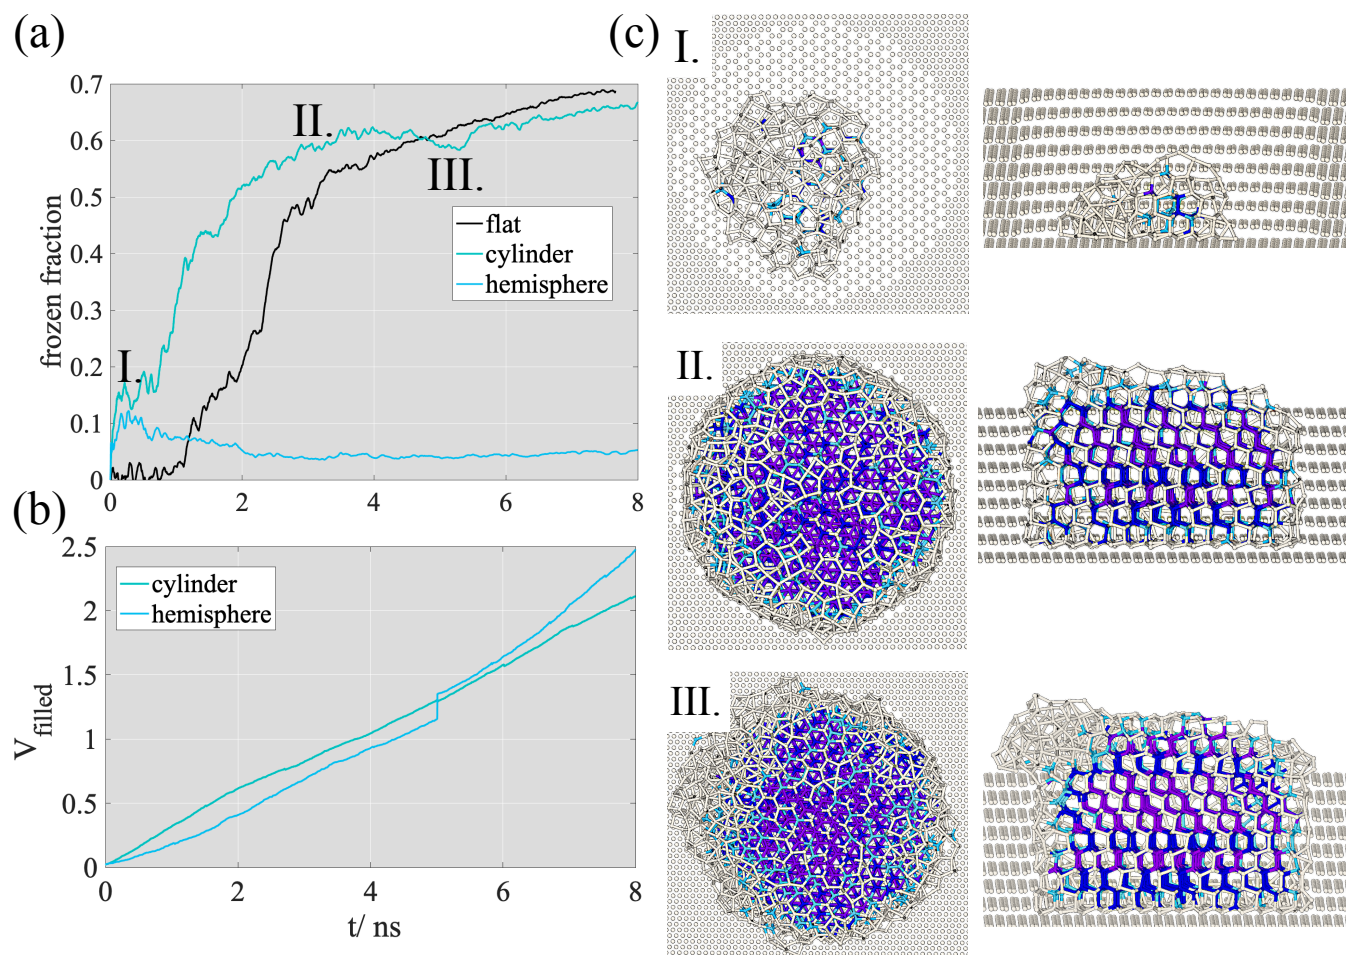 (a)
0.7
0.6
0.5
0.4
0.3
0.2
0.1
0
frozen fraction
I.
II.
III.
flat
cylinder
hemisphere
0 2 4 6 8
(b)
2.5
2
1.5
1
0.5
0
V_filled
cylinder
hemisphere
0 2 4 6 8
t/ ns
(c)
I.
II.
III.